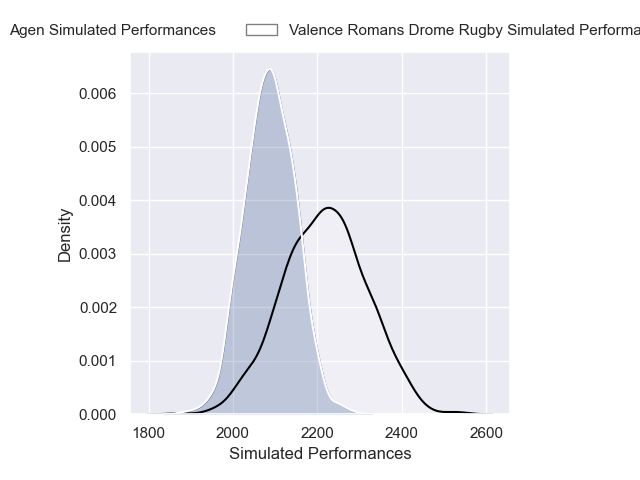 Agen Simulated Performances Valence Romans Drome Rugby Simulated Performa
0.006
0.005
0.004
0.003
0.002
0.001
0.000
Density
1800 2000 2200 2400 2600
Simulated Performances